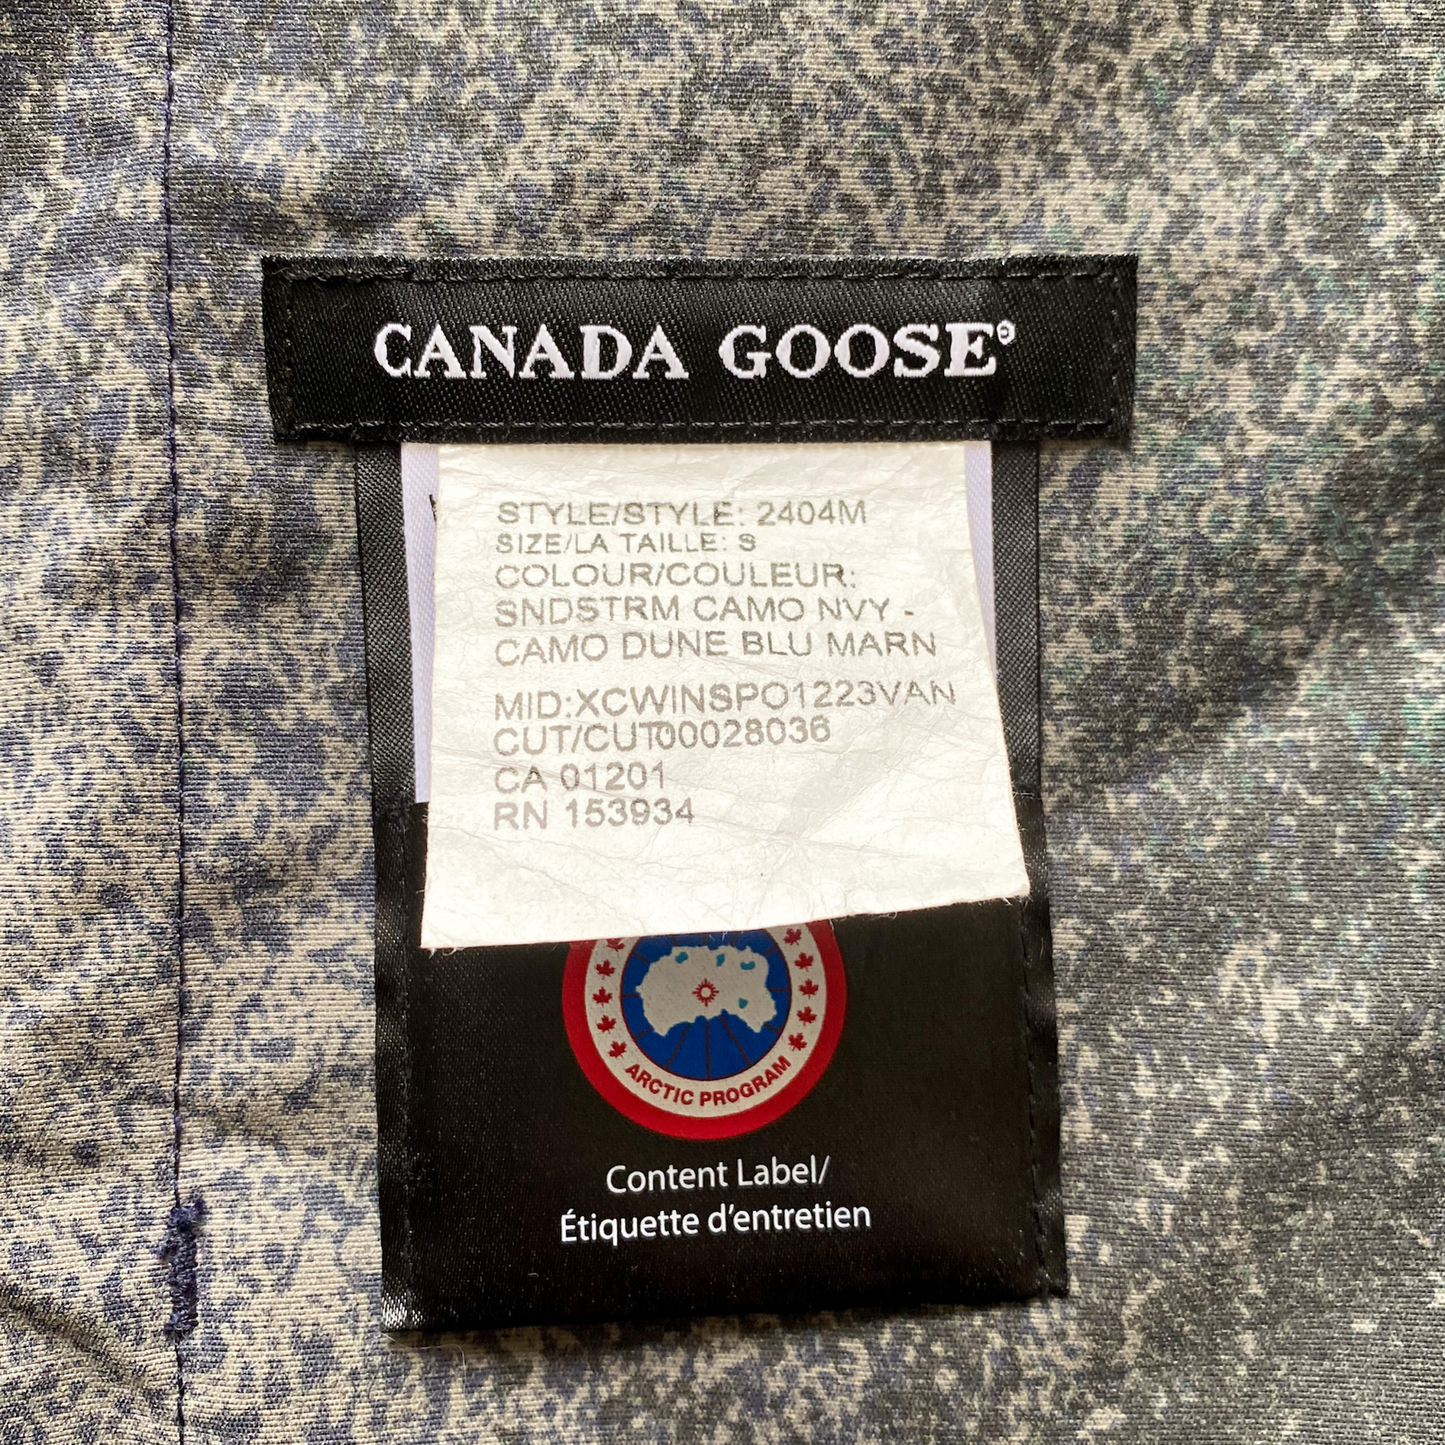 CANADA GOOSE®
STYLE/STYLE: 2404M
SIZE/LA TAILLE: S
COLOUR/COULEUR:
SNDSTRM CAMO NVY -
CAMO DUNE BLU MARN
MID:XCWINSPO1223VAN
CUT/CUT00028036
CA 01201
RN 153934
ARCTIC PROGRAM
Content Label/
Étiquette d'entretien